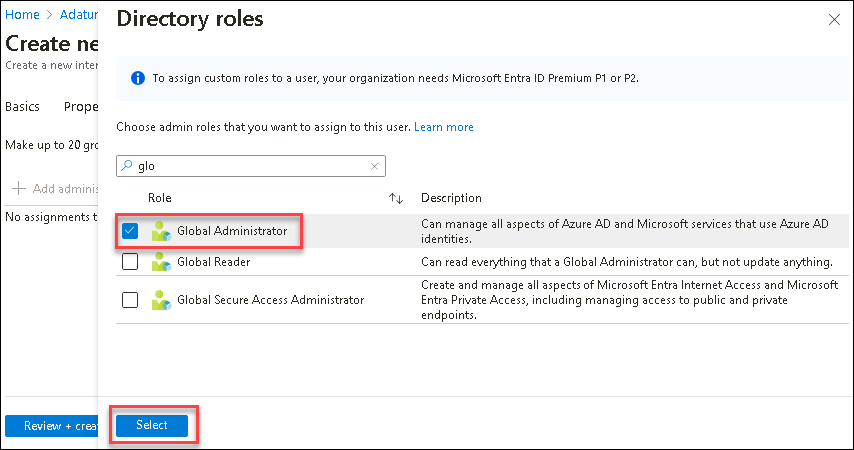 Home > Adatur
Directory roles
Create ne
Create a new inter
To assign custom roles to a user, your organization needs Microsoft Entra ID Premium P1 or P2.
Basics Prope
Choose admin roles that you want to assign to this user. Learn more
Make up to 20 gro
glo
Add adminis
Role Description
No assignments t
Global Administrator
Can manage all aspects of Azure AD and Microsoft services that use Azure AD
identities.
Global Reader
Can read everything that a Global Administrator can, but not update anything.
Global Secure Access Administrator
Create and manage all aspects of Microsoft Entra Internet Access and Microsoft
Entra Private Access, including managing access to public and private
endpoints.
Review + creat
Select